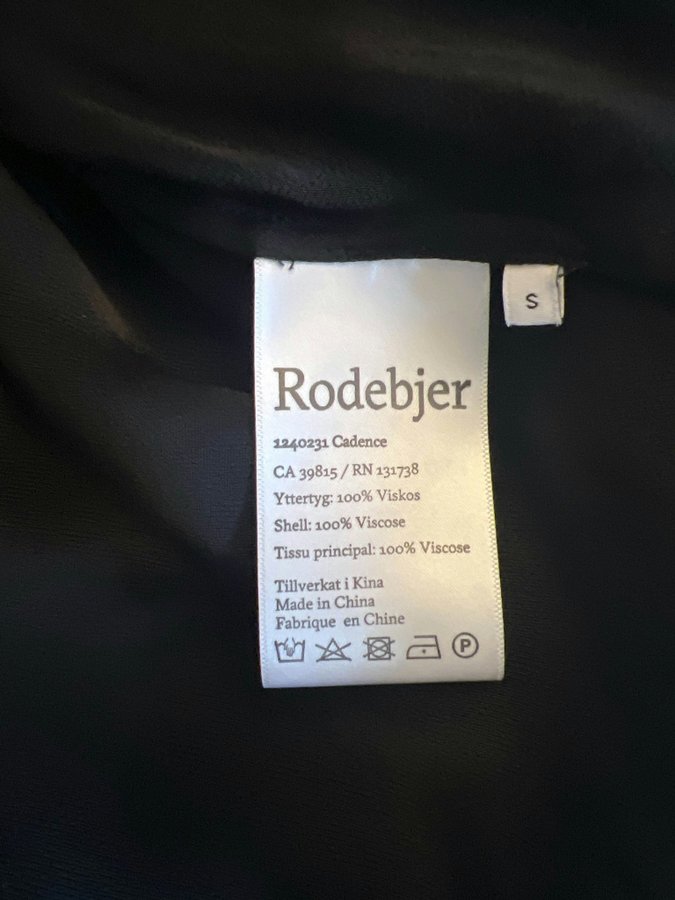 S
Rodebjer
1240231 Cadence
CA 39815 / RN 131738
Yttertyg: 100% Viskos
Shell: 100% Viscose
Tissu principal: 100% Viscose
Tillverkat i Kina
Made in China
Fabrique en Chine
P